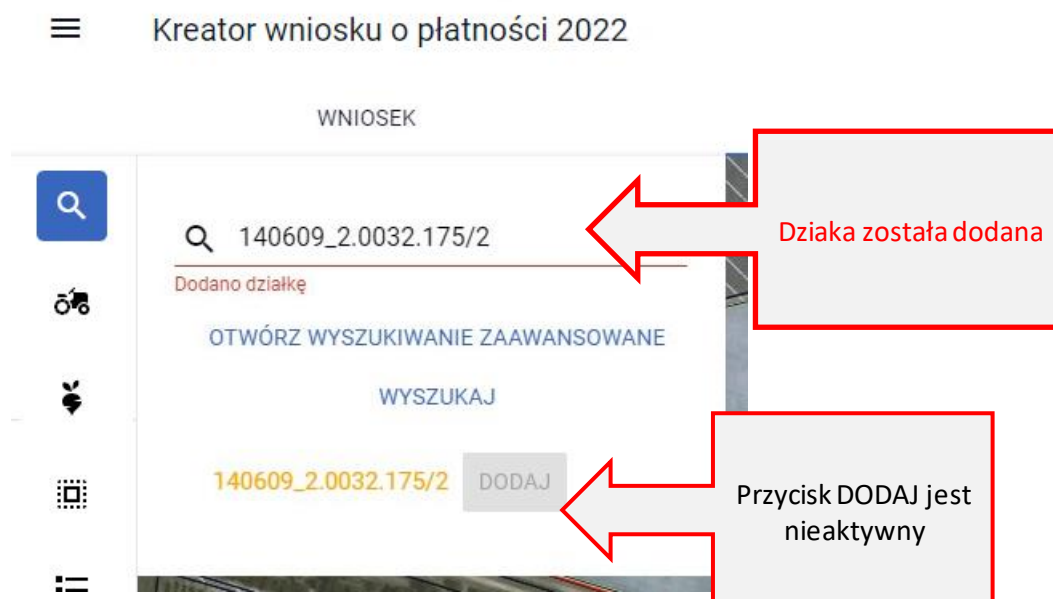 Kreator wniosku o płatności 2022
WNIOSEK
140609_2.0032.175/2
Dodano działkę
OTWÓRZ WYSZUKIWANIE ZAAWANSOWANE
WYSZUKAJ
140609_2.0032.175/2 DODAJ
Dziaka została dodana
Przycisk DODAJ jest
nieaktywny